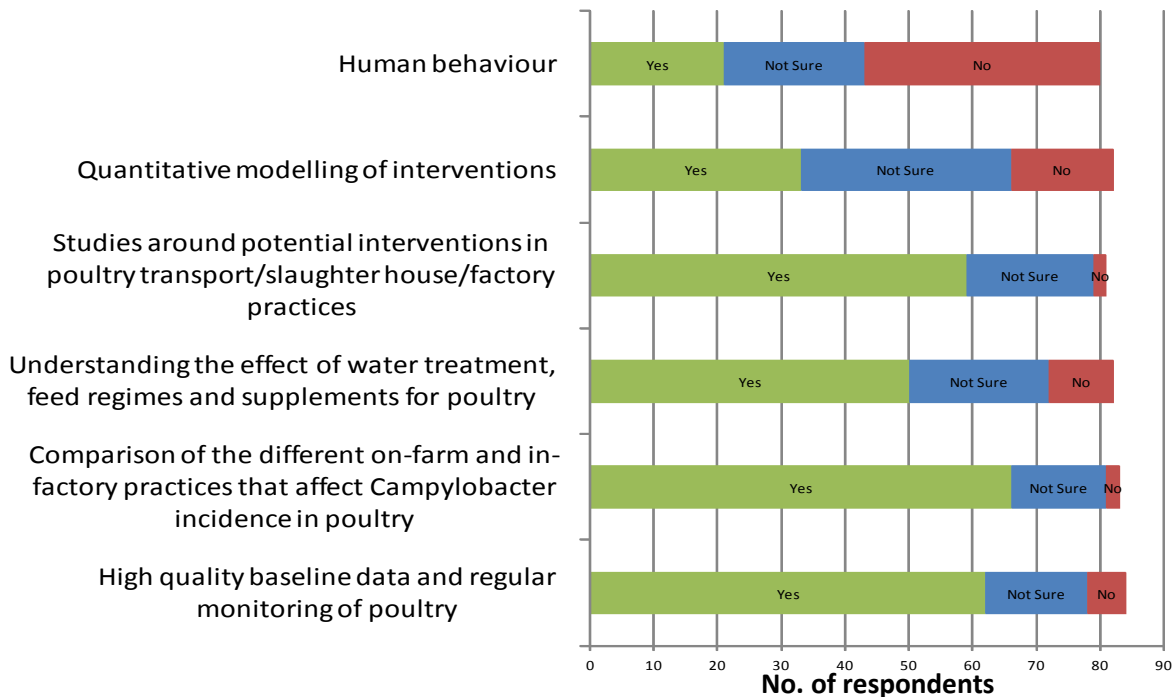 Human behaviour
Yes
Not Sure
No
Quantitative modelling of interventions
Yes
Not Sure
No
Studies around potential interventions in
poultry transport/slaughter house/factory
practices
Yes
Not Sure
No
Understanding the effect of water treatment,
feed regimes and supplements for poultry
Yes
Not Sure
No
Comparison of the different on-farm and in-
factory practices that affect Campylobacter
incidence in poultry
Yes
Not Sure
No
High quality baseline data and regular
monitoring of poultry
Yes
Not Sure
No
0 10 20 30 40 50 60 70 80 90
No. of respondents